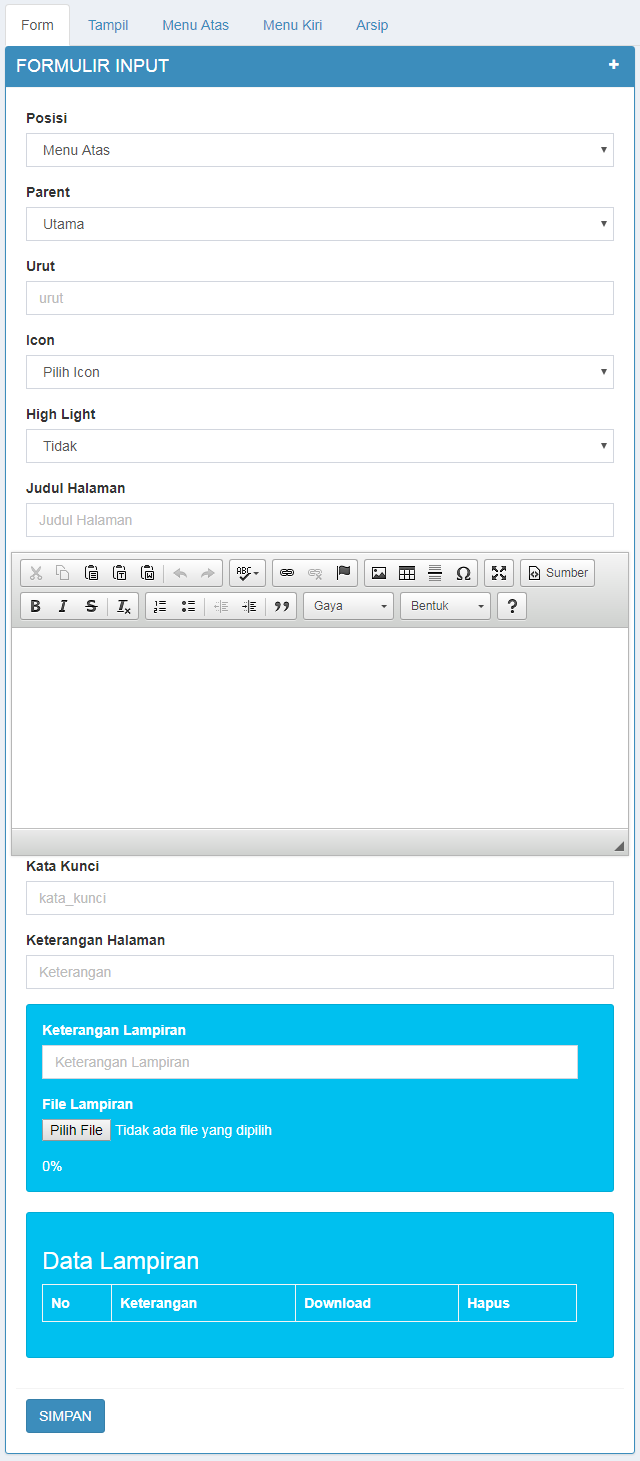 Form Tampil Menu Atas Menu Kiri Arsip
FORMULIR INPUT
Posisi
Menu Atas
Parent
Utama
Urut
urut
Icon
Pilih Icon
High Light
Tidak
Judul Halaman
Judul Halaman
ABC Ω Sumber
B I S Ix Gaya Bentuk ?
Kata Kunci
kata_kunci
Keterangan Halaman
Keterangan
Keterangan Lampiran
Keterangan Lampiran
File Lampiran
Pilih File Tidak ada file yang dipilih
0%
Data Lampiran
No Keterangan Download Hapus
SIMPAN